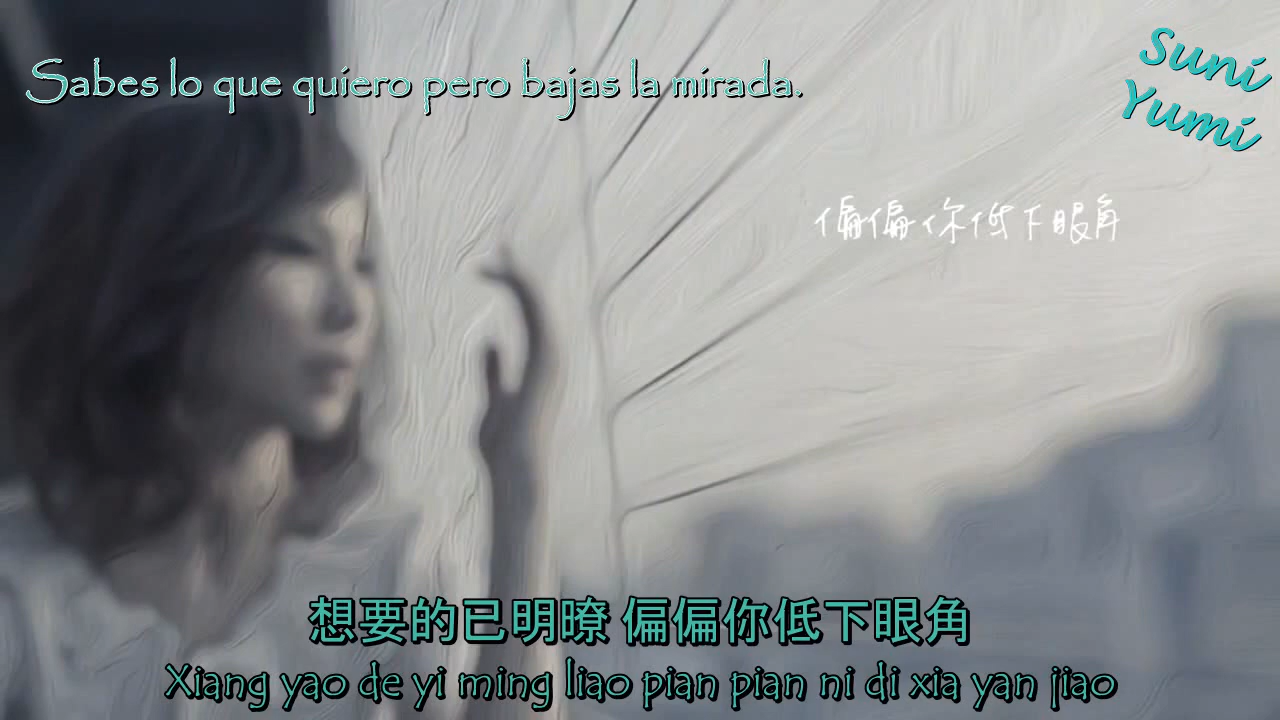 Sabes lo que quiero pero bajas la mirada.
Suni
Yumi
偏偏你低下眼角
想要的已明暸 偏偏你低下眼角
Xiang yao de yi ming liao pian pian ni di xia yan jiao